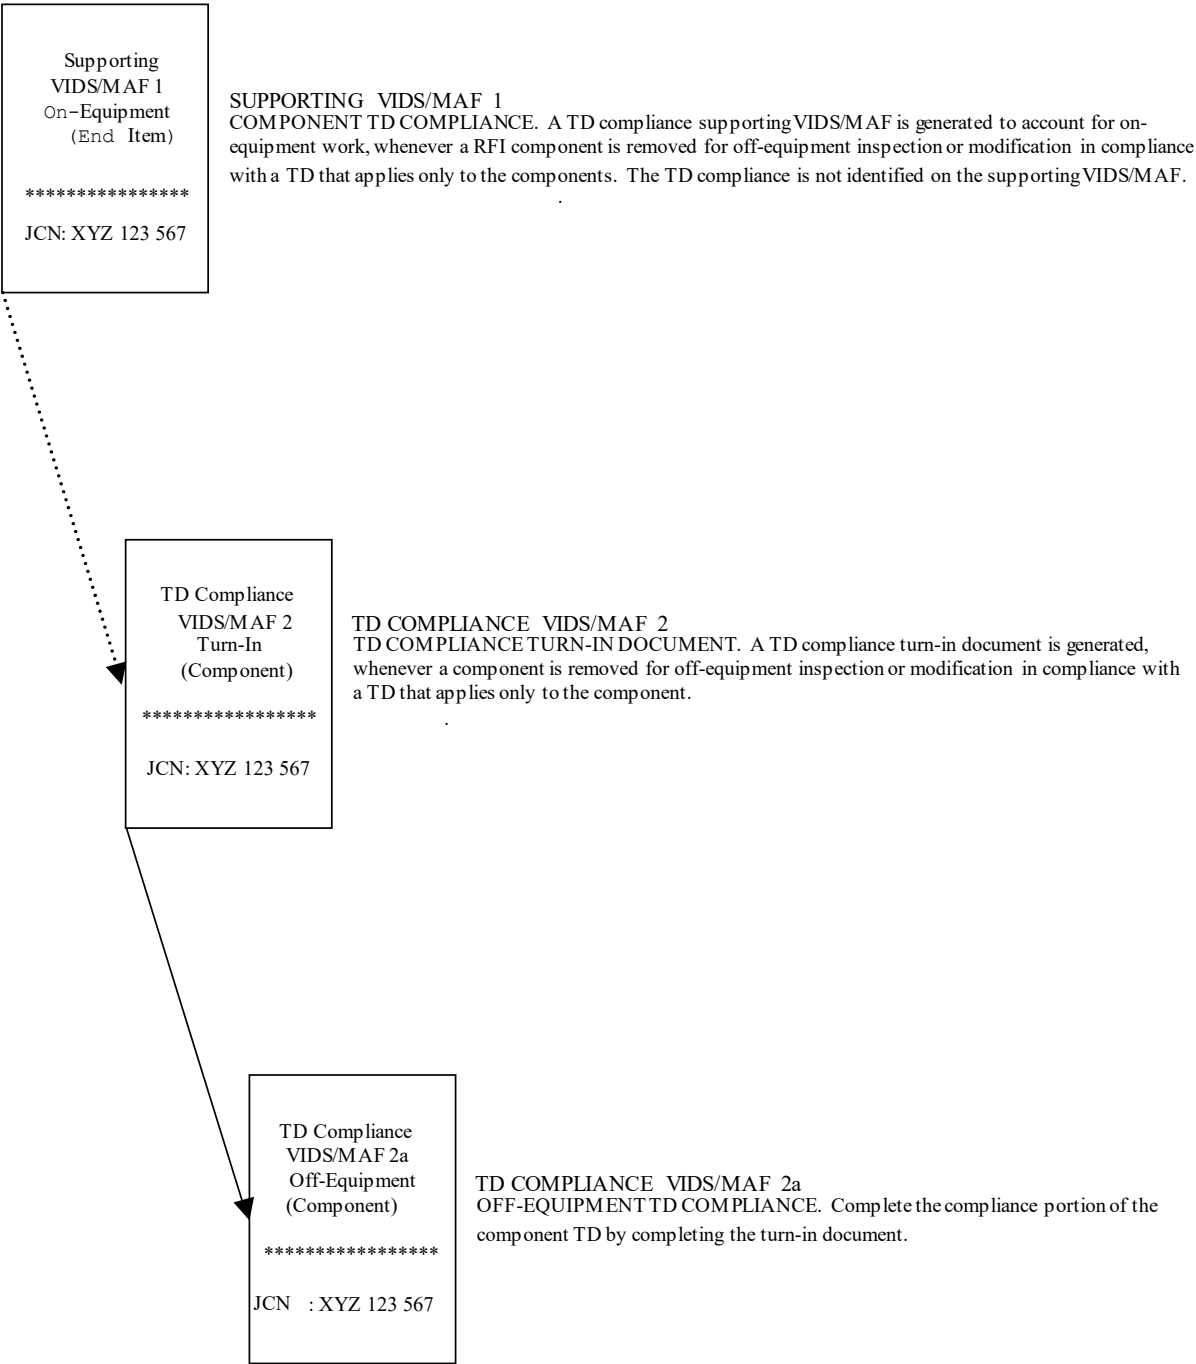 Supporting
VIDS/MAF 1
On-Equipment
(End Item)
****************
JCN: XYZ 123 567
SUPPORTING VIDS/MAF 1
COMPONENT TD COMPLIANCE. A TD compliance supporting VIDS/MAF is generated to account for on-
equipment work, whenever a RFI component is removed for off-equipment inspection or modification in compliance
with a TD that applies only to the components. The TD compliance is not identified on the supporting VIDS/MAF.
.
TD Compliance
VIDS/MAF 2
Turn-In
(Component)
*****************
JCN: XYZ 123 567
TD COMPLIANCE VIDS/MAF 2
TD COMPLIANCE TURN-IN DOCUMENT. A TD compliance turn-in document is generated,
whenever a component is removed for off-equipment inspection or modification in compliance with
a TD that applies only to the component.
.
TD Compliance
VIDS/MAF 2a
Off-Equipment
(Component)
*****************
JCN : XYZ 123 567
TD COMPLIANCE VIDS/MAF 2a
OFF-EQUIPMENT TD COMPLIANCE. Complete the compliance portion of the
component TD by completing the turn-in document.